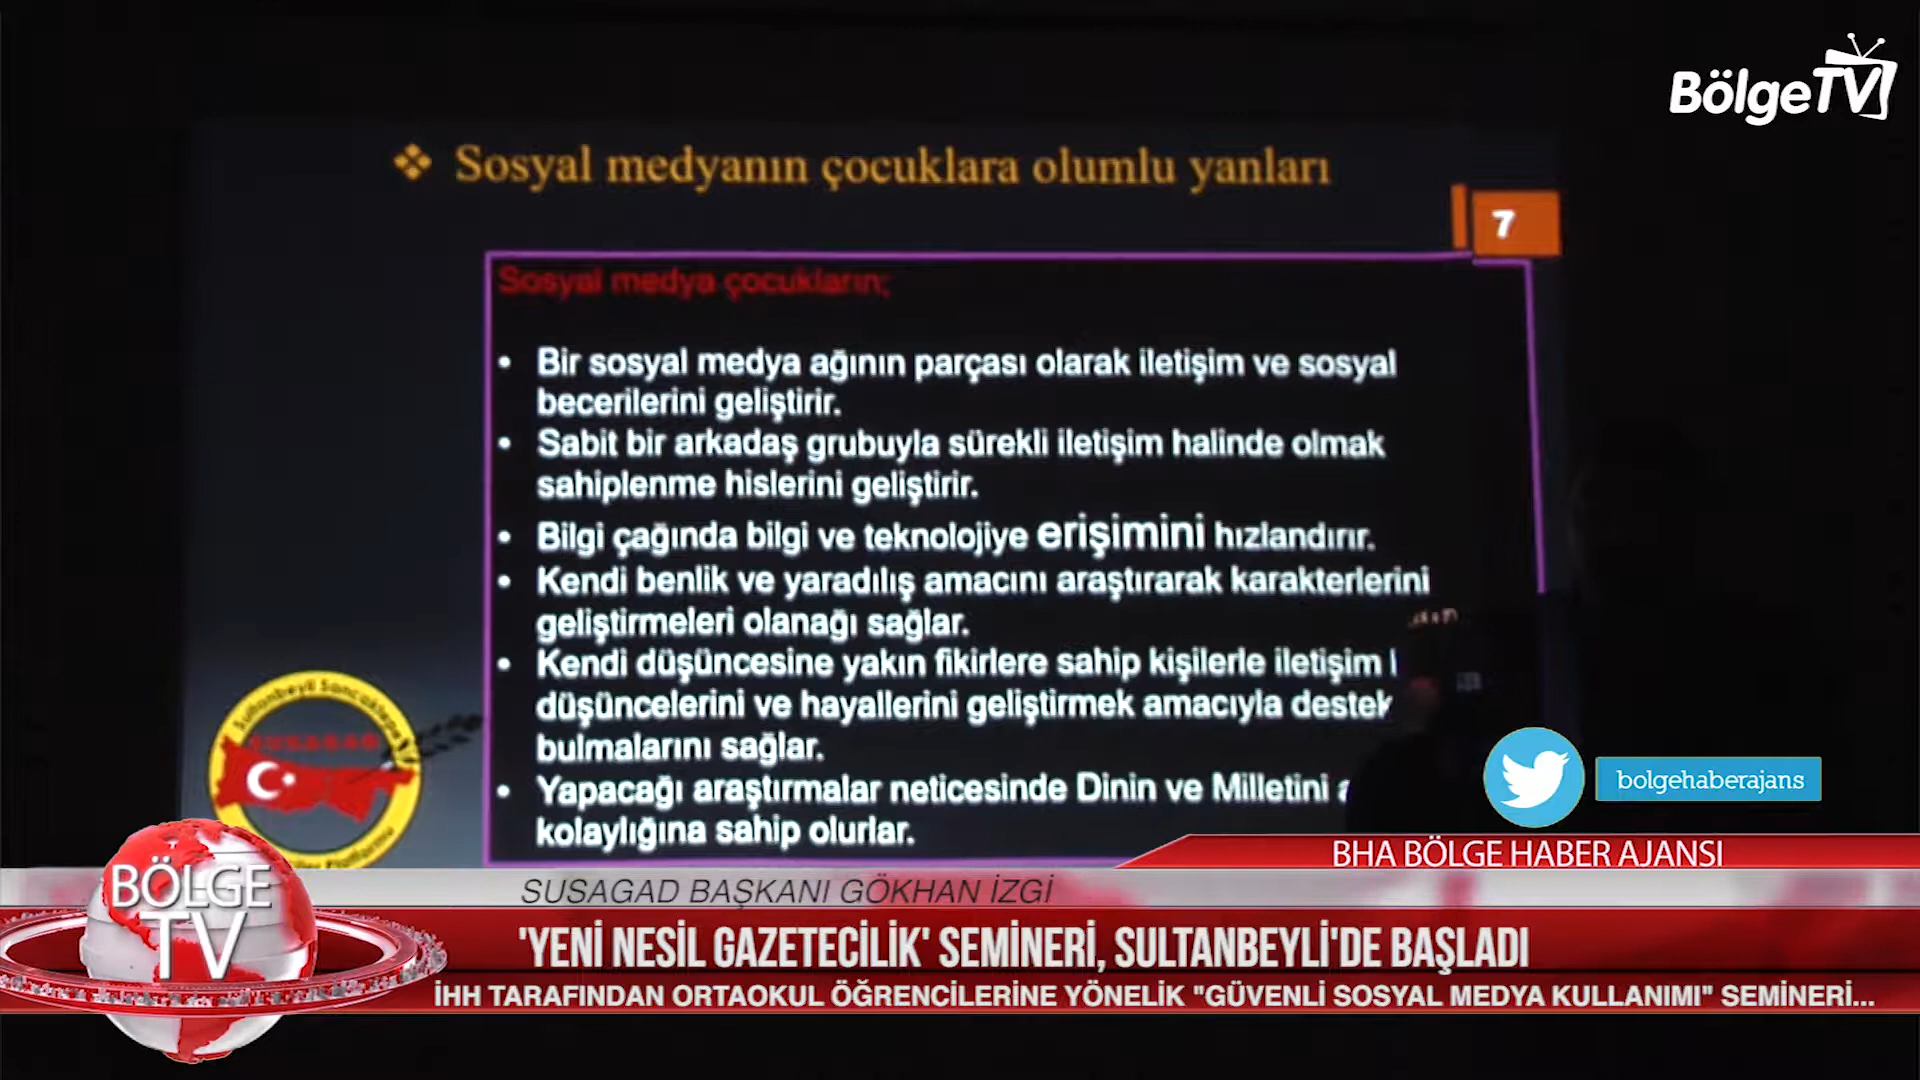 BölgeTV
❖ Sosyal medyanın çocuklara olumlu yanları
7
Sosyal medya çocukların;
• Bir sosyal medya ağının parçası olarak iletişim ve sosyal
becerilerini geliştirir.
• Sabit bir arkadaş grubuyla sürekli iletişim halinde olmak
sahiplenme hislerini geliştirir.
• Bilgi çağında bilgi ve teknolojiye erişimini hızlandırır.
• Kendi benlik ve yaradılış amacını araştırarak karakterlerini
geliştirmeleri olanağı sağlar.
• Kendi düşüncesine yakın fikirlere sahip kişilerle iletişim
düşüncelerini ve hayallerini geliştirmek amacıyla destek
bulmalarını sağlar.
• Yapacağı araştırmalar neticesinde Dinin ve Milletini
kolaylığına sahip olurlar.
Sultanbeyli Sancaktepe
SUSAGAD
Platformu
bolgehaberajans
BHA BÖLGE HABER AJANSI
BÖLGE
TV
SUSAGAD BAŞKANI GÖKHAN İZGİ
'YENİ NESİL GAZETECİLİK' SEMİNERİ, SULTANBEYLİ'DE BAŞLADI
İHH TARAFINDAN ORTAOKUL ÖĞRENCİLERİNE YÖNELİK "GÜVENLİ SOSYAL MEDYA KULLANIMI" SEMİNERİ...